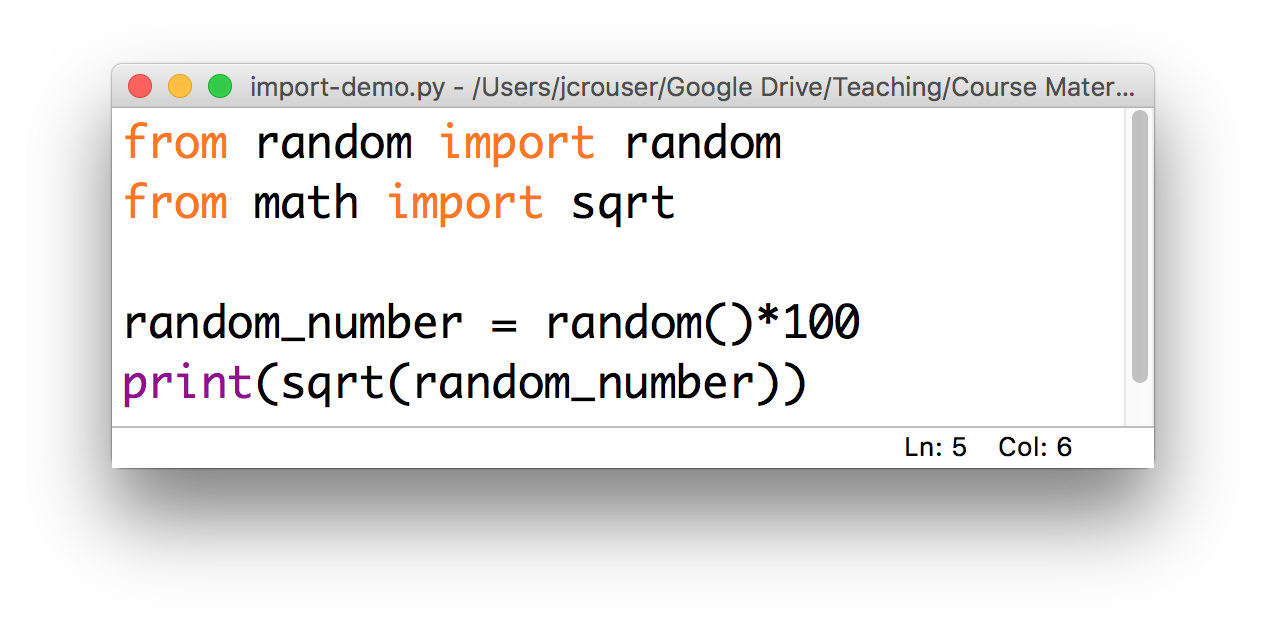 import-demo.py - /Users/jcrouser/Google Drive/Teaching/Course Mater...
from random import random
from math import sqrt
random_number = random()*100
print(sqrt(random_number))
Ln: 5 Col: 6